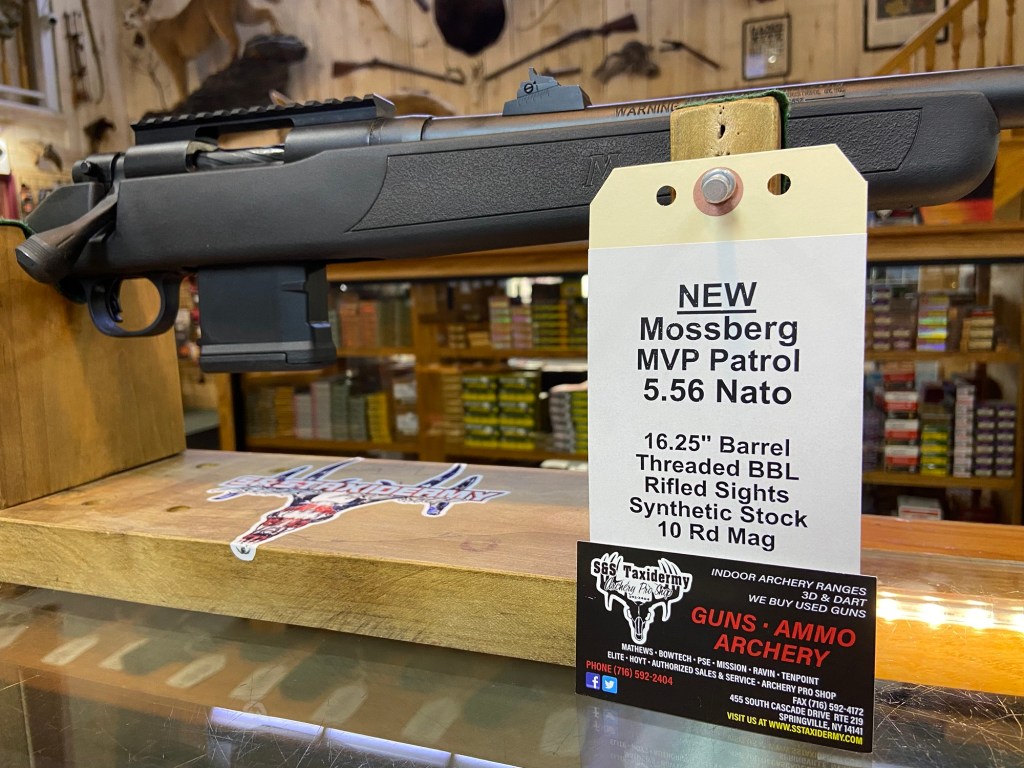 WARNING
M
NEW
Mossberg
MVP Patrol
5.56 Nato
16.25" Barrel
Threaded BBL
Rifled Sights
Synthetic Stock
10 Rd Mag
S&S Taxidermy
Archery Pro Shop
INDOOR ARCHERY RANGES
3D & DART
WE BUY USED GUNS
GUNS · AMMO
ARCHERY
MATHEWS · BOWTECH · PSE · MISSION · RAVIN · TENPOINT
ELITE · HOYT · AUTHORIZED SALES & SERVICE · ARCHERY PRO SHOP
PHONE (716) 592-2404
FAX (716) 592-4172
455 SOUTH CASCADE DRIVE RTE 219
SPRINGVILLE, NY 14141
VISIT US AT WWW.SSTAXIDERMY.COM